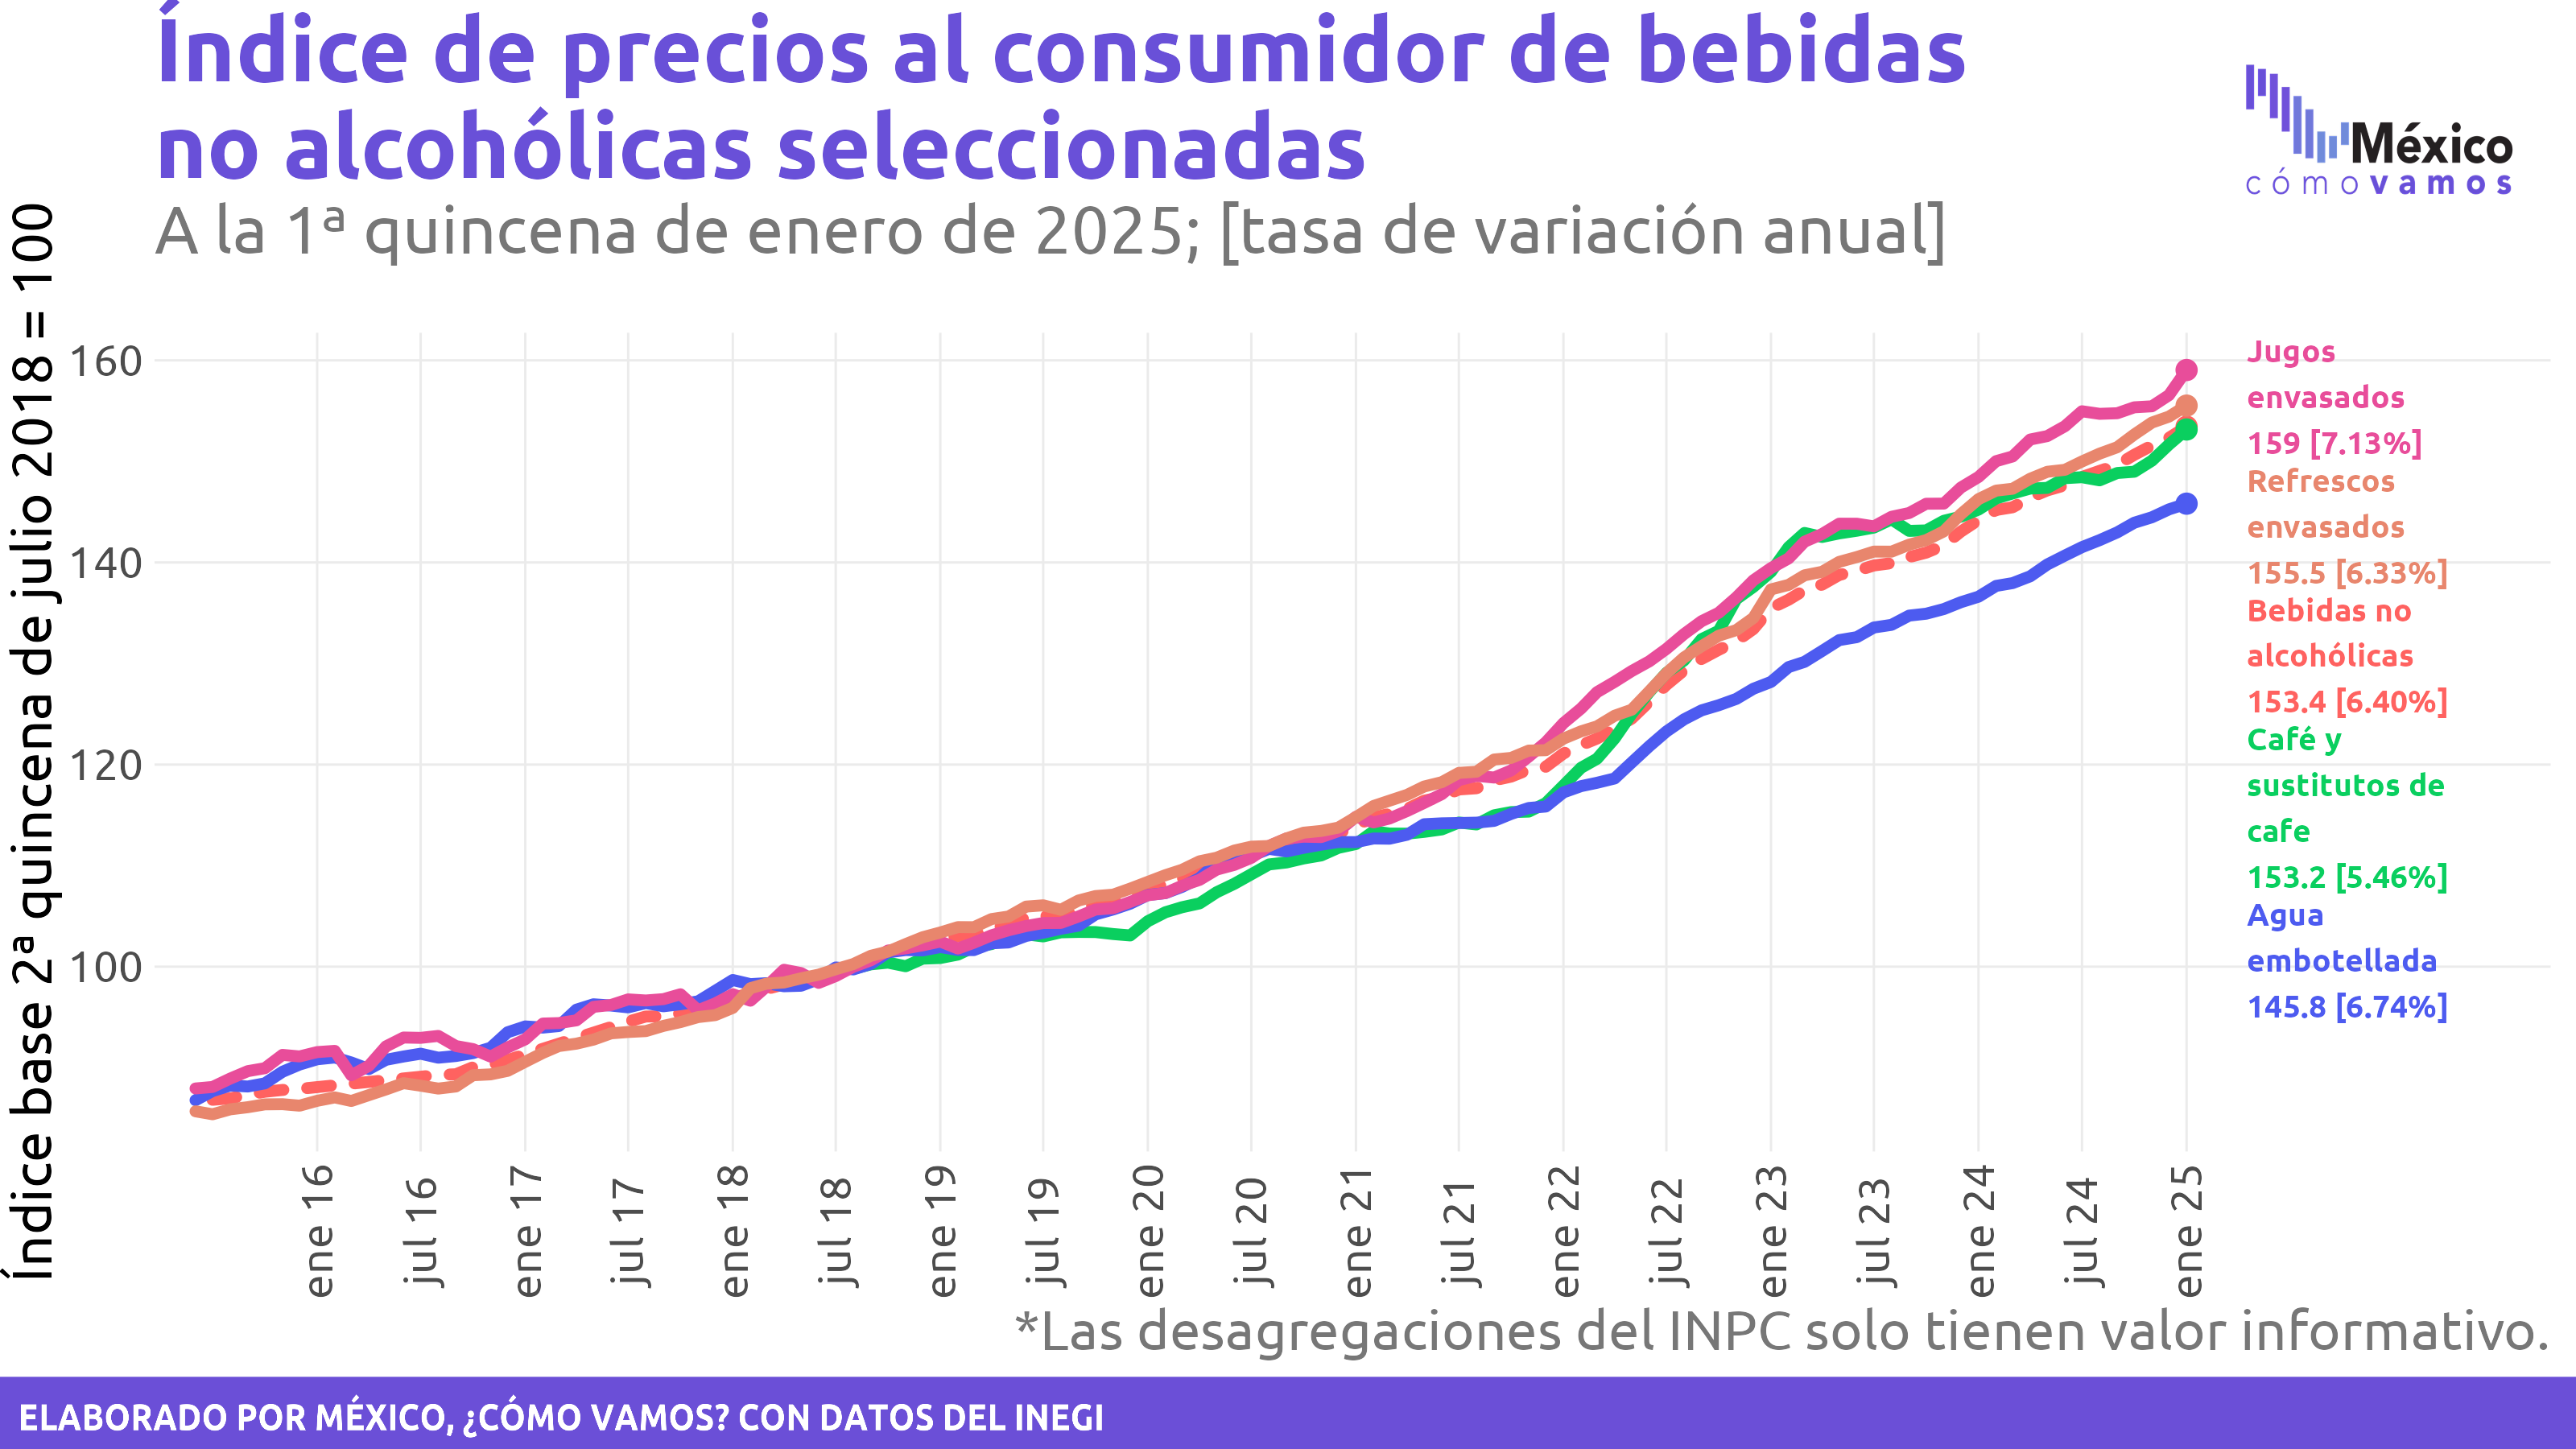 Índice de precios al consumidor de bebidas
no alcohólicas seleccionadas
A la 1ª quincena de enero de 2025; [tasa de variación anual]
México
cómo vamos
Índice base 2ª quincena de julio 2018 = 100
160
140
120
100
Jugos
envasados
159 [7.13%]
Refrescos
envasados
155.5 [6.33%]
Bebidas no
alcohólicas
153.4 [6.40%]
Café y
sustitutos de
cafe
153.2 [5.46%]
Agua
embotellada
145.8 [6.74%]
ene 16
jul 16
ene 17
jul 17
ene 18
jul 18
ene 19
jul 19
ene 20
jul 20
ene 21
jul 21
ene 22
jul 22
ene 23
jul 23
ene 24
jul 24
ene 25
*Las desagregaciones del INPC solo tienen valor informativo.
ELABORADO POR MÉXICO, ¿CÓMO VAMOS? CON DATOS DEL INEGI